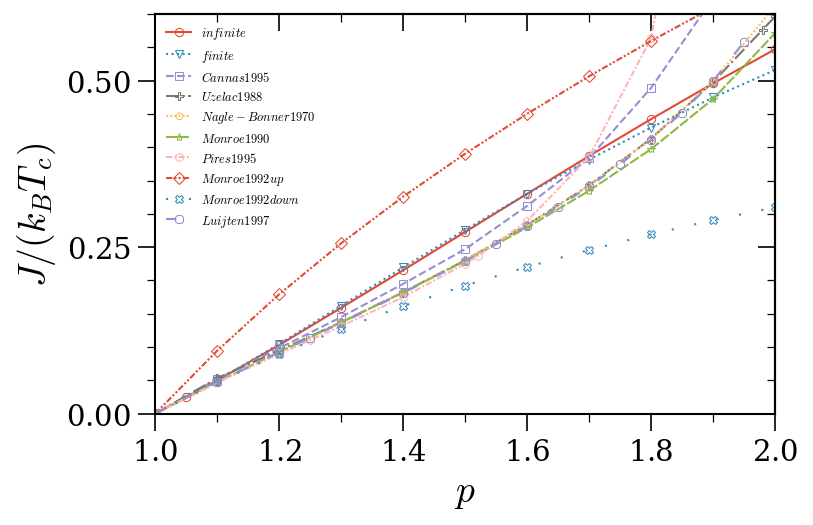 infinite
finite
Cannas1995
Uzelac1988
Nagle − Bonner1970
Monroe1990
Pires1995
Monroe1992up
Monroe1992down
Luijten1997
0.50
0.25
0.00
J/(k_BT_c)
1.0 1.2 1.4 1.6 1.8 2.0
p